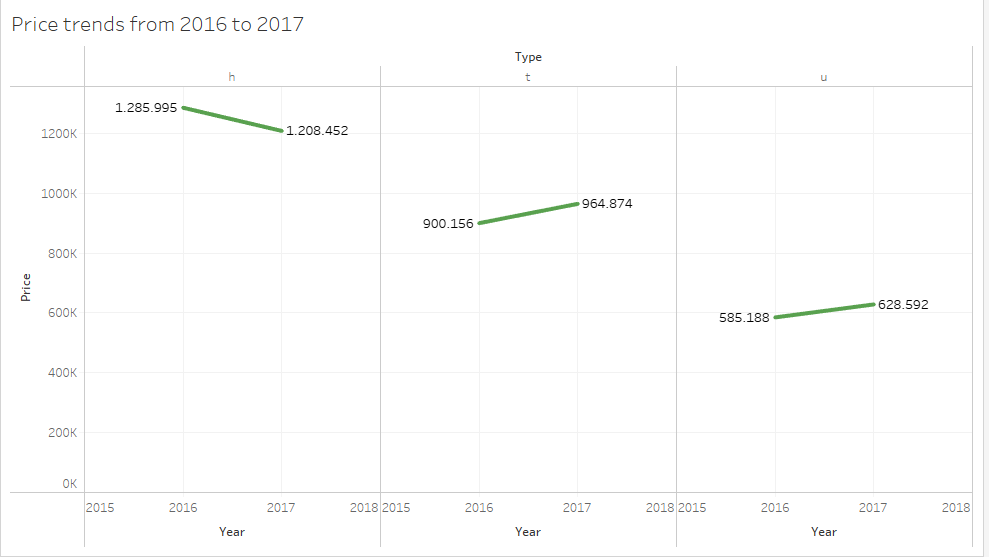 Price trends from 2016 to 2017
Type
h t u
1.285.995
1.208.452
1200K
1000K
964.874
900.156
800K
Price
600K
628.592
585.188
400K
200K
0K
2015 2016 2017 2018 2015 2016 2017 2018 2015 2016 2017 2018
Year Year Year